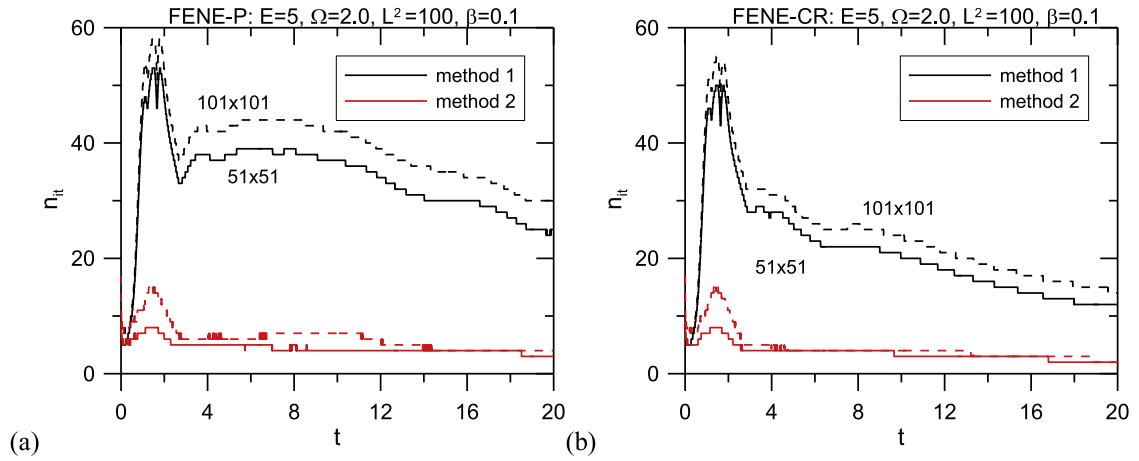 FENE-P: E=5, Ω=2.0, L²=100, β=0.1
60
40
20
0
n_it
method 1
method 2
101x101
51x51
0 4 8 12 16 20
t
(a)
FENE-CR: E=5, Ω=2.0, L²=100, β=0.1
60
40
20
0
n_it
method 1
method 2
101x101
51x51
0 4 8 12 16 20
t
(b)